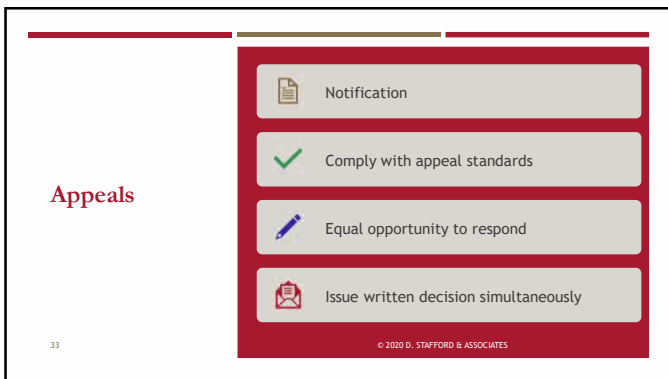 Appeals
Notification
Comply with appeal standards
Equal opportunity to respond
Issue written decision simultaneously
33
© 2020 D. STAFFORD & ASSOCIATES